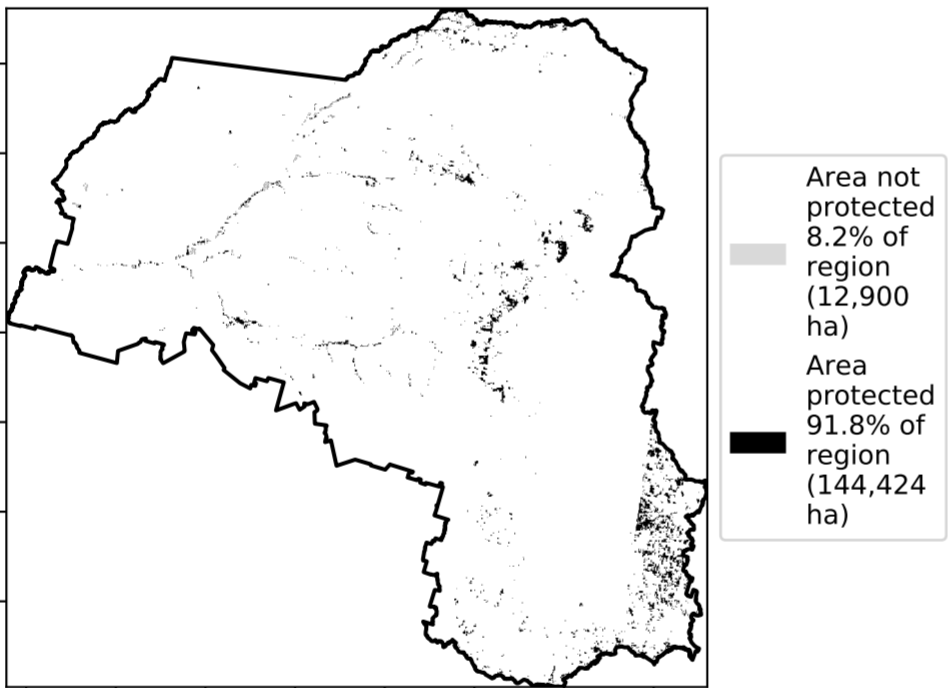 Area not
protected
8.2% of
region
(12,900
ha)
Area
protected
91.8% of
region
(144,424
ha)